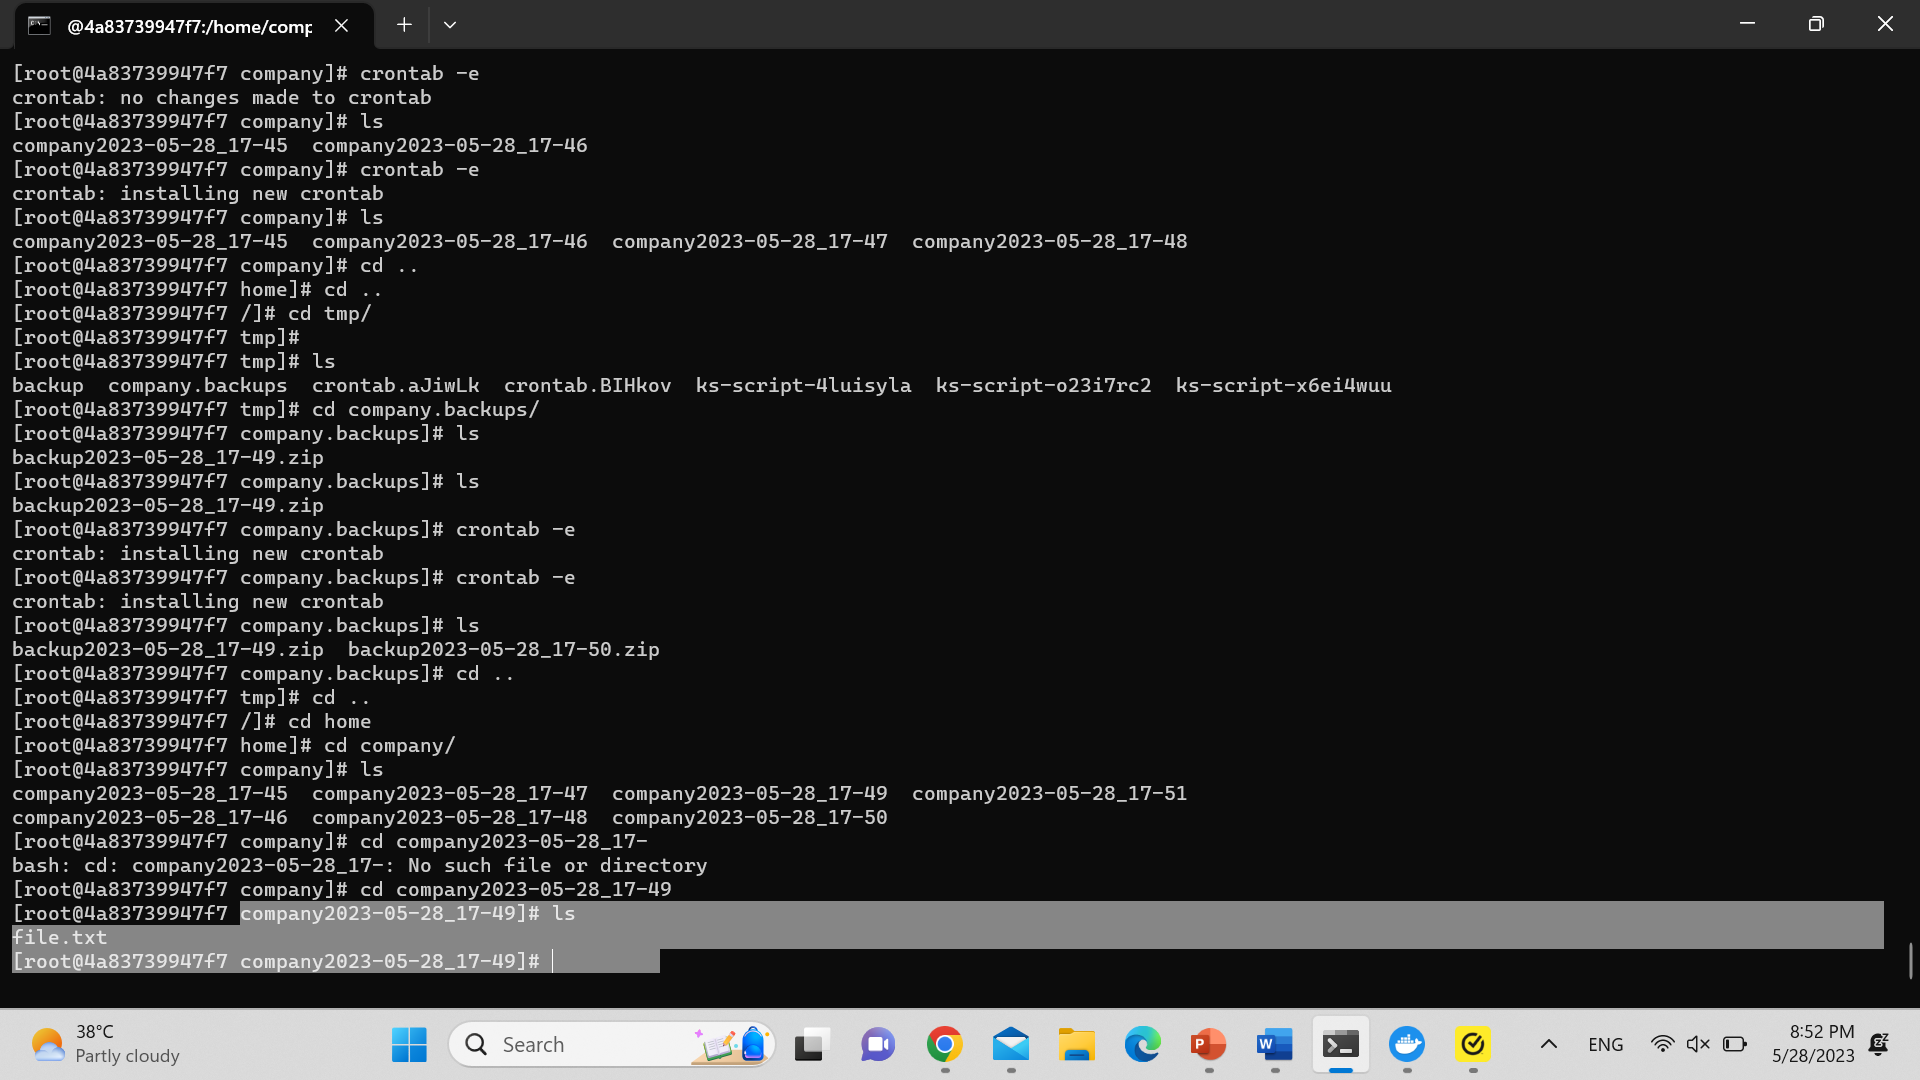 @4a83739947f7:/home/comp
[root@4a83739947f7 company]# crontab -e
crontab: no changes made to crontab
[root@4a83739947f7 company]# ls
company2023-05-28_17-45  company2023-05-28_17-46
[root@4a83739947f7 company]# crontab -e
crontab: installing new crontab
[root@4a83739947f7 company]# ls
company2023-05-28_17-45  company2023-05-28_17-46  company2023-05-28_17-47  company2023-05-28_17-48
[root@4a83739947f7 company]# cd ..
[root@4a83739947f7 home]# cd ..
[root@4a83739947f7 /]# cd tmp/
[root@4a83739947f7 tmp]#
[root@4a83739947f7 tmp]# ls
backup  company.backups  crontab.aJiwLk  crontab.BIHkov  ks-script-4luisyla  ks-script-o23i7rc2  ks-script-x6ei4wuu
[root@4a83739947f7 tmp]# cd company.backups/
[root@4a83739947f7 company.backups]# ls
backup2023-05-28_17-49.zip
[root@4a83739947f7 company.backups]# ls
backup2023-05-28_17-49.zip
[root@4a83739947f7 company.backups]# crontab -e
crontab: installing new crontab
[root@4a83739947f7 company.backups]# crontab -e
crontab: installing new crontab
[root@4a83739947f7 company.backups]# ls
backup2023-05-28_17-49.zip  backup2023-05-28_17-50.zip
[root@4a83739947f7 company.backups]# cd ..
[root@4a83739947f7 tmp]# cd ..
[root@4a83739947f7 /]# cd home
[root@4a83739947f7 home]# cd company/
[root@4a83739947f7 company]# ls
company2023-05-28_17-45  company2023-05-28_17-47  company2023-05-28_17-49  company2023-05-28_17-51
company2023-05-28_17-46  company2023-05-28_17-48  company2023-05-28_17-50
[root@4a83739947f7 company]# cd company2023-05-28_17-
bash: cd: company2023-05-28_17-: No such file or directory
[root@4a83739947f7 company]# cd company2023-05-28_17-49
[root@4a83739947f7 company2023-05-28_17-49]# ls
file.txt
[root@4a83739947f7 company2023-05-28_17-49]#
38°C
Partly cloudy
Search
ENG
8:52 PM
5/28/2023